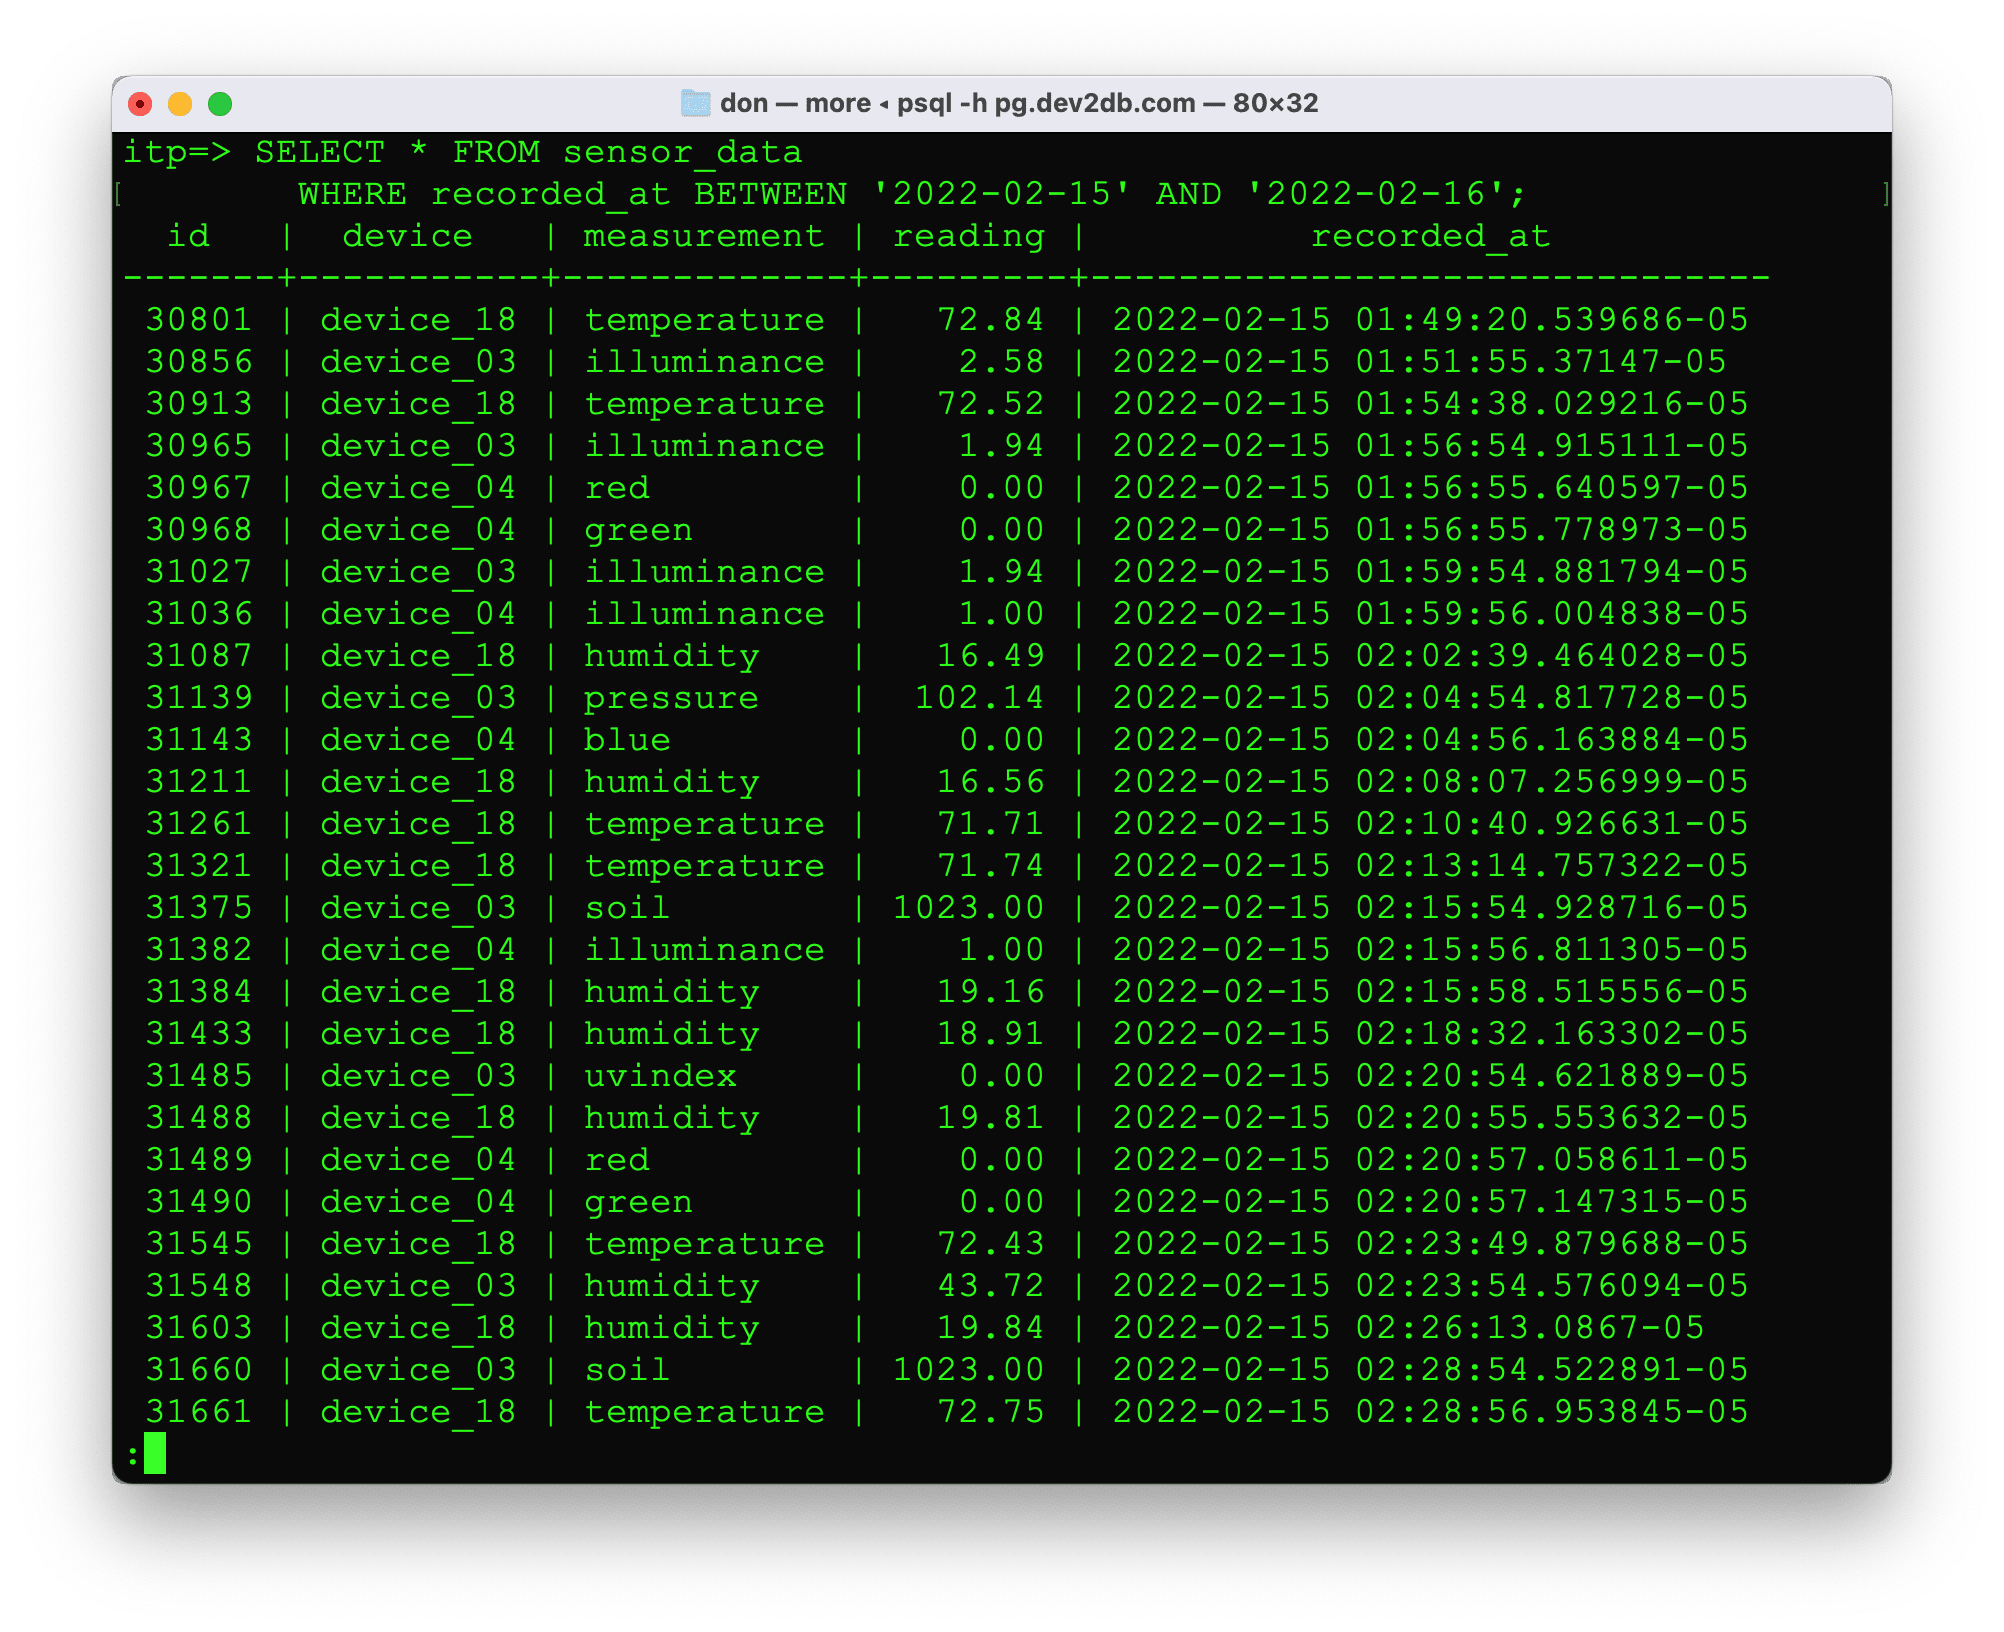 don — more ◂ psql -h pg.dev2db.com — 80×32
itp=> SELECT * FROM sensor_data
[        WHERE recorded_at BETWEEN '2022-02-15' AND '2022-02-16';                ]
  id   |  device   | measurement | reading |          recorded_at
-------+-----------+-------------+---------+-------------------------------
 30801 | device_18 | temperature |   72.84 | 2022-02-15 01:49:20.539686-05
 30856 | device_03 | illuminance |    2.58 | 2022-02-15 01:51:55.37147-05
 30913 | device_18 | temperature |   72.52 | 2022-02-15 01:54:38.029216-05
 30965 | device_03 | illuminance |    1.94 | 2022-02-15 01:56:54.915111-05
 30967 | device_04 | red         |    0.00 | 2022-02-15 01:56:55.640597-05
 30968 | device_04 | green       |    0.00 | 2022-02-15 01:56:55.778973-05
 31027 | device_03 | illuminance |    1.94 | 2022-02-15 01:59:54.881794-05
 31036 | device_04 | illuminance |    1.00 | 2022-02-15 01:59:56.004838-05
 31087 | device_18 | humidity    |   16.49 | 2022-02-15 02:02:39.464028-05
 31139 | device_03 | pressure    |  102.14 | 2022-02-15 02:04:54.817728-05
 31143 | device_04 | blue        |    0.00 | 2022-02-15 02:04:56.163884-05
 31211 | device_18 | humidity    |   16.56 | 2022-02-15 02:08:07.256999-05
 31261 | device_18 | temperature |   71.71 | 2022-02-15 02:10:40.926631-05
 31321 | device_18 | temperature |   71.74 | 2022-02-15 02:13:14.757322-05
 31375 | device_03 | soil        | 1023.00 | 2022-02-15 02:15:54.928716-05
 31382 | device_04 | illuminance |    1.00 | 2022-02-15 02:15:56.811305-05
 31384 | device_18 | humidity    |   19.16 | 2022-02-15 02:15:58.515556-05
 31433 | device_18 | humidity    |   18.91 | 2022-02-15 02:18:32.163302-05
 31485 | device_03 | uvindex     |    0.00 | 2022-02-15 02:20:54.621889-05
 31488 | device_18 | humidity    |   19.81 | 2022-02-15 02:20:55.553632-05
 31489 | device_04 | red         |    0.00 | 2022-02-15 02:20:57.058611-05
 31490 | device_04 | green       |    0.00 | 2022-02-15 02:20:57.147315-05
 31545 | device_18 | temperature |   72.43 | 2022-02-15 02:23:49.879688-05
 31548 | device_03 | humidity    |   43.72 | 2022-02-15 02:23:54.576094-05
 31603 | device_18 | humidity    |   19.84 | 2022-02-15 02:26:13.0867-05
 31660 | device_03 | soil        | 1023.00 | 2022-02-15 02:28:54.522891-05
 31661 | device_18 | temperature |   72.75 | 2022-02-15 02:28:56.953845-05
: